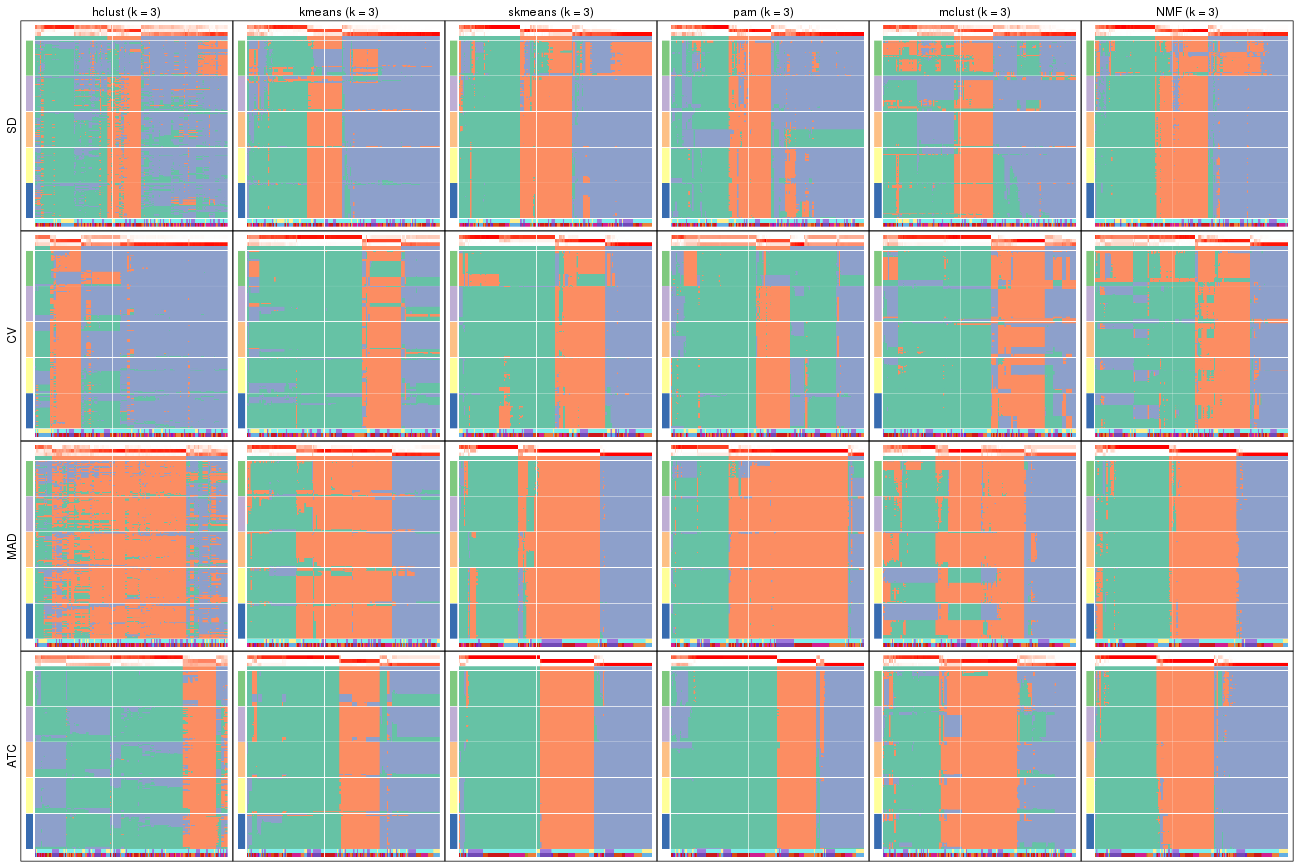 hclust (k = 3) kmeans (k = 3) skmeans (k = 3) pam (k = 3) mclust (k = 3) NMF (k = 3)
SD
CV
MAD
ATC